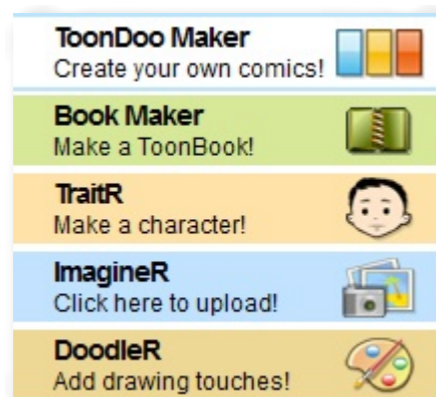 ToonDoo Maker
Create your own comics!
Book Maker
Make a ToonBook!
TraitR
Make a character!
ImagineR
Click here to upload!
DoodleR
Add drawing touches!